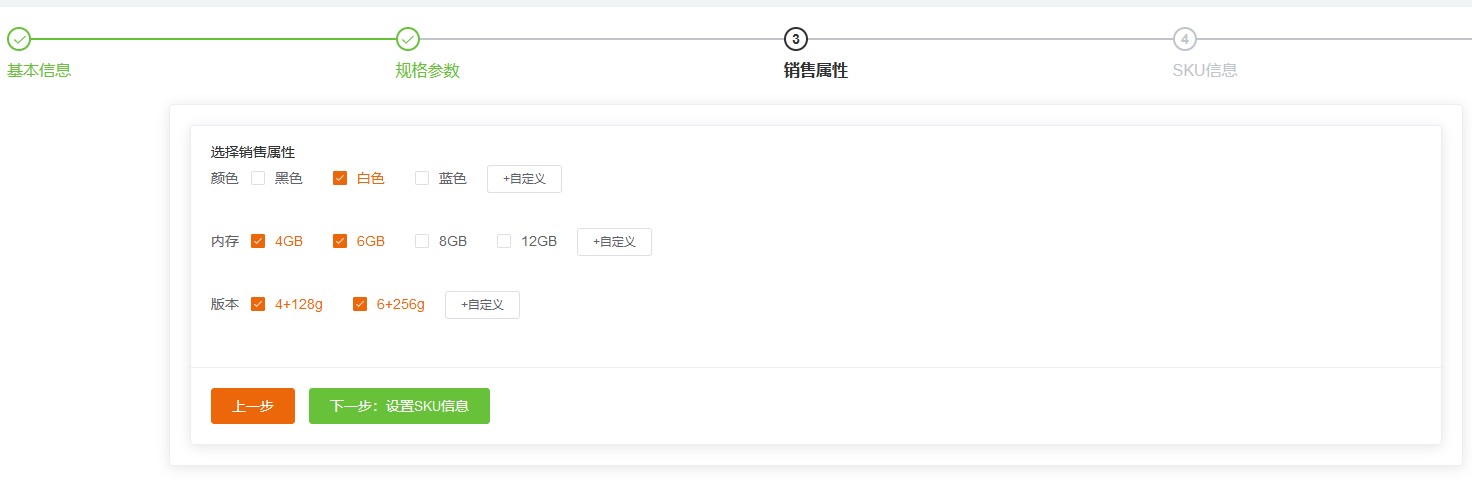 3 4
基本信息 规格参数 销售属性 SKU信息
选择销售属性
颜色 黑色 白色 蓝色 +自定义
内存 4GB 6GB 8GB 12GB +自定义
版本 4+128g 6+256g +自定义
上一步 下一步：设置SKU信息